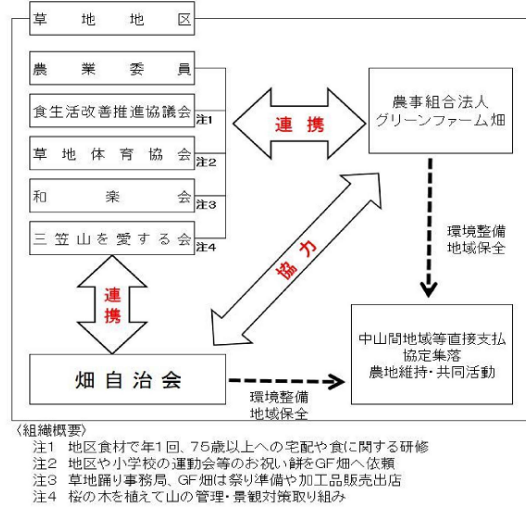 草地地区
農業委員
食生活改善推進協議会
注1
草地体育協会
注2
和楽会
注3
三笠山を愛する会
注4
連携
農事組合法人
グリーンファーム畑
連携
協力
環境整備
地域保全
畑自治会
環境整備
地域保全
中山間地域等直接支払
協定集落
農地維持・共同活動
〈組織概要〉
注1 地区食材で年1回、75歳以上への宅配や食に関する研修
注2 地区や小学校の運動会等のお祝い餅をGF畑へ依頼
注3 草地踊り事務局、GF畑は祭り準備や加工品販売出店
注4 桜の木を植えて山の管理・景観対策取り組み